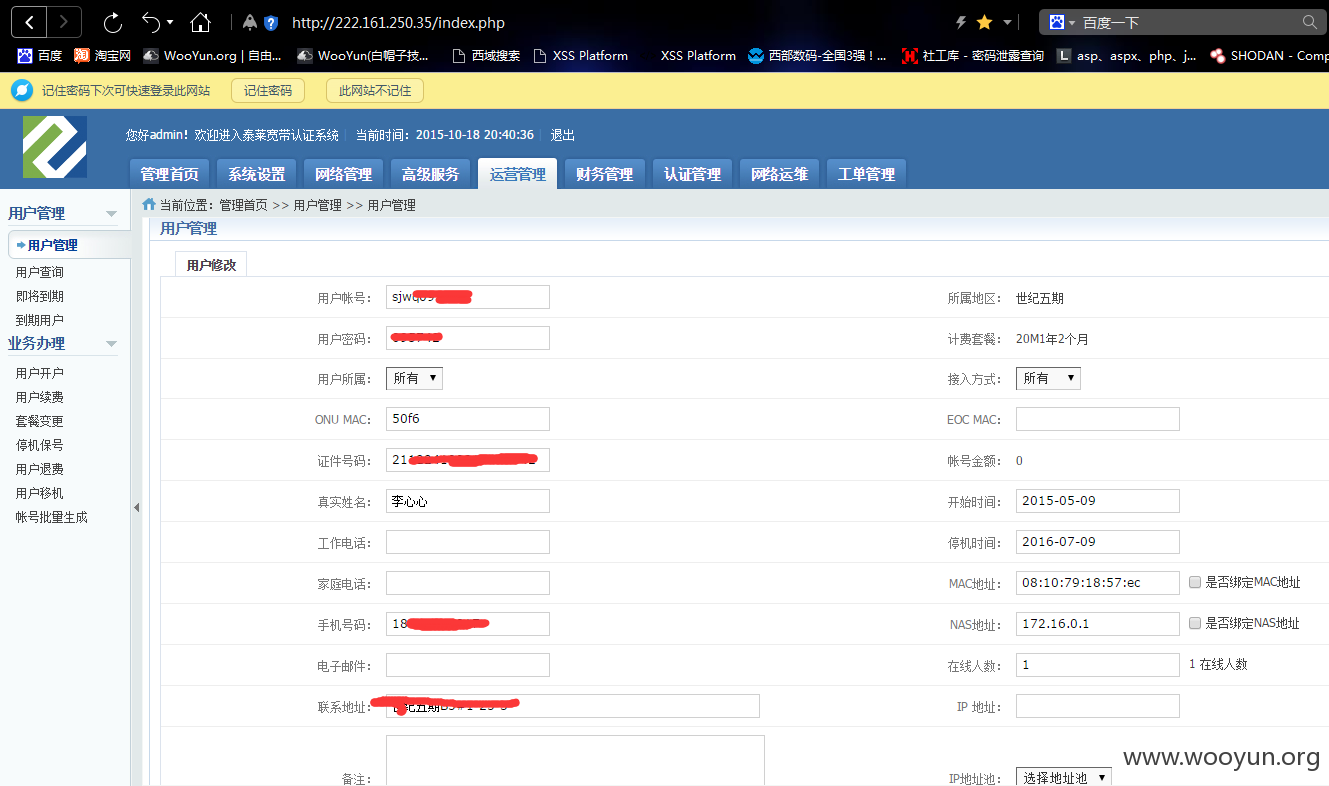 http://222.161.250.35/index.php
百度一下
百度 淘宝网 WooYun.org | 自由... WooYun(白帽子技... 西域搜索 XSS Platform XSS Platform 西部数码-全国3强！... 社工库 - 密码泄露查询 asp、aspx、php、j... SHODAN - Comp
记住密码下次可快速登录此网站 记住密码 此网站不记住
您好admin! 欢迎进入泰莱宽带认证系统 当前时间：2015-10-18 20:40:36 退出
管理首页 系统设置 网络管理 高级服务 运营管理 财务管理 认证管理 网络运维 工单管理
当前位置：管理首页 >> 用户管理 >> 用户管理
用户管理
用户管理
用户查询
即将到期
到期用户
业务办理
用户开户
用户续费
套餐变更
停机保号
用户退费
用户移机
帐号批量生成
用户管理
用户修改
用户帐号： sjw 所属地区： 世纪五期
用户密码： 计费套餐： 20M1年2个月
用户所属： 所有 接入方式： 所有
ONU MAC： 50f6 EOC MAC：
证件号码： 21 帐号金额： 0
真实姓名： 李心心 开始时间： 2015-05-09
工作电话： 停机时间： 2016-07-09
家庭电话： MAC地址： 08:10:79:18:57:ec 是否绑定MAC地址
手机号码： 18 NAS地址： 172.16.0.1 是否绑定NAS地址
电子邮件： 在线人数： 1 1 在线人数
联系地址： IP 地址：
备注： IP地址池： 选择地址池
www.wooyun.org